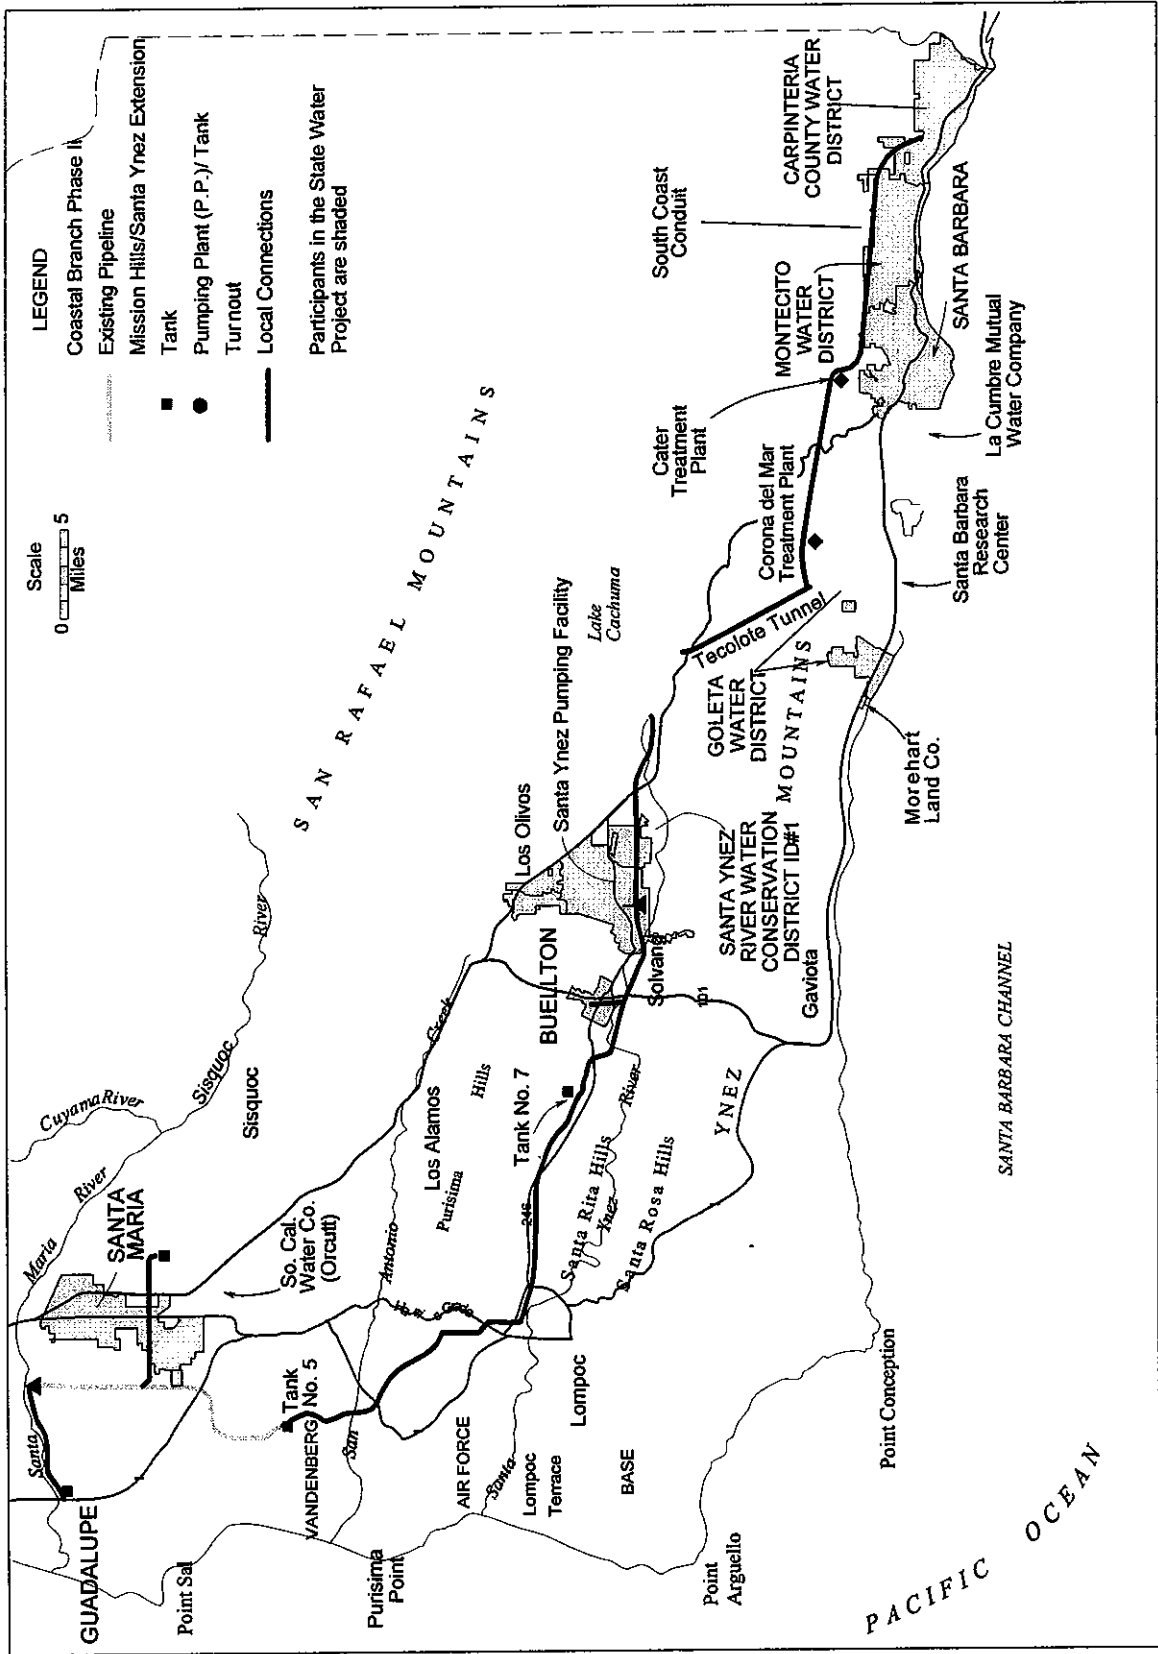 LEGEND
Coastal Branch Phase II
Existing Pipeline
Mission Hills/Santa Ynez Extension
Tank
Pumping Plant (P.P.)/ Tank
Turnout
Local Connections
Participants in the State Water
Project are shaded
Scale
0 5
Miles
SAN RAFAEL MOUNTAINS
Cuyama River
Sisquoc River
Sisquoc
Santa Maria River
SANTA
MARIA
So. Cal.
Water Co.
(Orcutt)
GUADALUPE
Point Sal
Tank
No. 5
VANDENBERG
AIR FORCE
BASE
San Antonio Creek
Los Alamos
Purisima Hills
Purisima
Point
Santa Ynez River
Lompoc
Terrace
Lompoc
246
Tank No. 7
Santa Rita Hills
Santa Rosa Hills
BUELLTON
Solvang
101
Los Olivos
Santa Ynez Pumping Facility
Lake
Cachuma
SANTA YNEZ
RIVER WATER
CONSERVATION
DISTRICT ID#1
YNEZ MOUNTAINS
Gaviota
Tecolote Tunnel
GOLETA
WATER
DISTRICT
Corona del Mar
Treatment Plant
Cater
Treatment
Plant
South Coast
Conduit
MONTECITO
WATER
DISTRICT
CARPINTERIA
COUNTY WATER
DISTRICT
SANTA BARBARA
La Cumbre Mutual
Water Company
Santa Barbara
Research
Center
Morehart
Land Co.
SANTA BARBARA CHANNEL
Point Conception
Point
Arguello
PACIFIC OCEAN